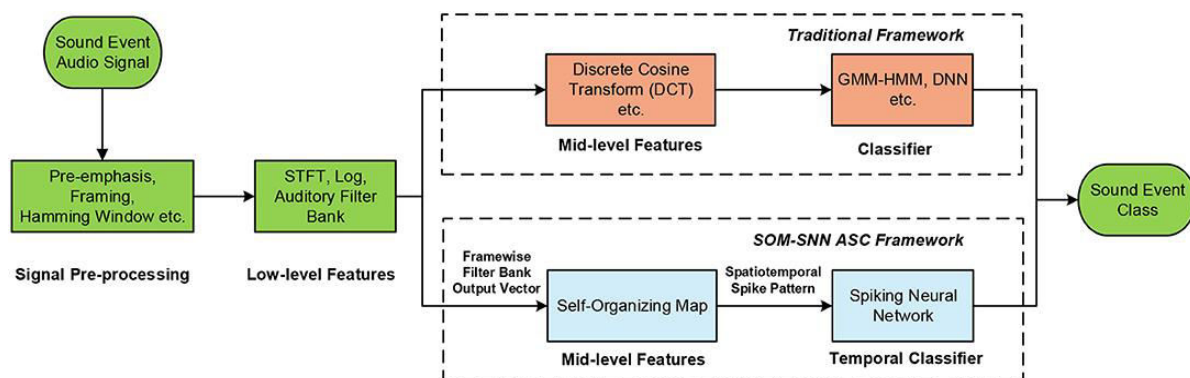 Sound Event
Audio Signal
Pre-emphasis,
Framing,
Hamming Window etc.
Signal Pre-processing
STFT, Log,
Auditory Filter
Bank
Low-level Features
Traditional Framework
Discrete Cosine
Transform (DCT)
etc.
Mid-level Features
GMM-HMM, DNN
etc.
Classifier
SOM-SNN ASC Framework
Framewise
Filter Bank
Output Vector
Self-Organizing Map
Mid-level Features
Spatiotemporal
Spike Pattern
Spiking Neural
Network
Temporal Classifier
Sound Event
Class